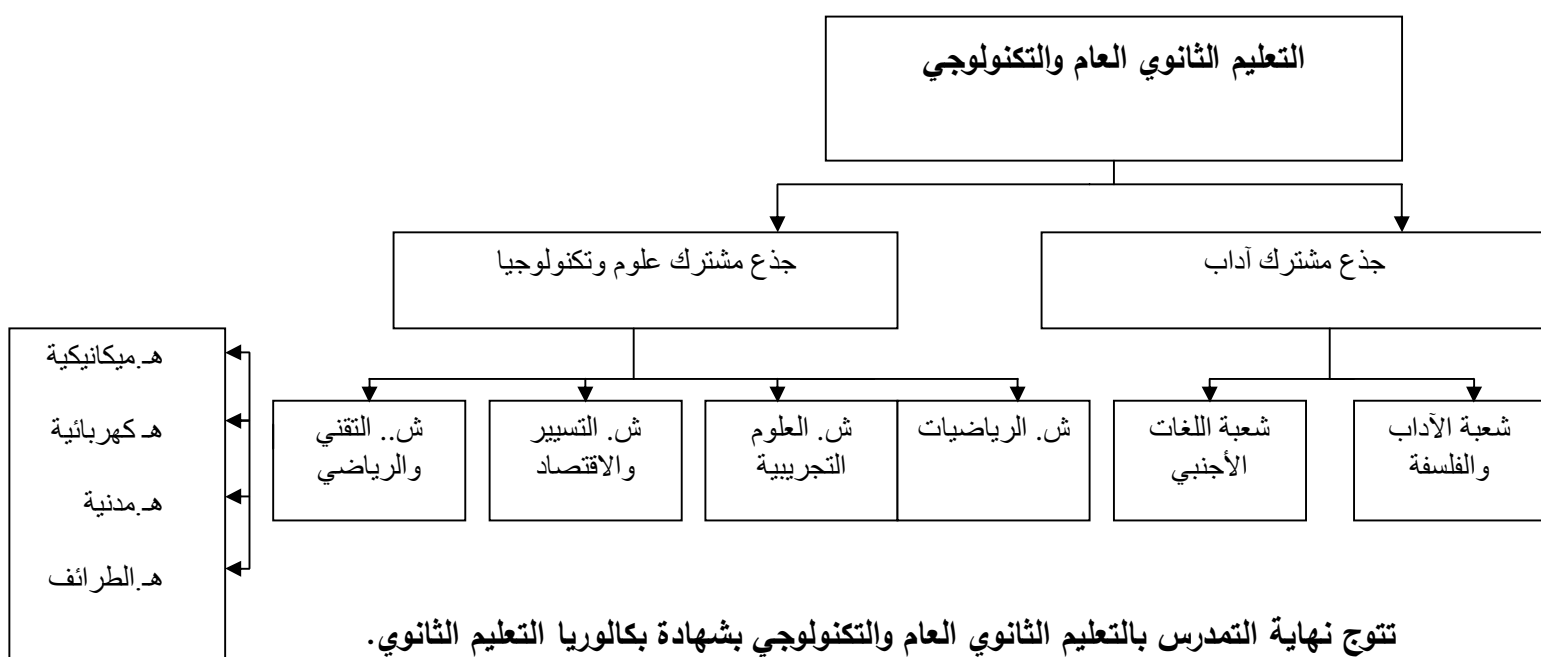 التعليم الثانوي العام والتكنولوجي
جذع مشترك آداب
جذع مشترك علوم وتكنولوجيا
شعبة الآداب
والفلسفة
شعبة اللغات
الأجنبي
ش. الرياضيات
ش. العلوم
التجريبية
ش. التسيير
والاقتصاد
ش.. التقني
والرياضي
هـ.ميكانيكية
هـ كهربائية
هـ.مدنية
هـ.الطرائف
تتوج نهاية التمدرس بالتعليم الثانوي العام والتكنولوجي بشهادة بكالوريا التعليم الثانوي.